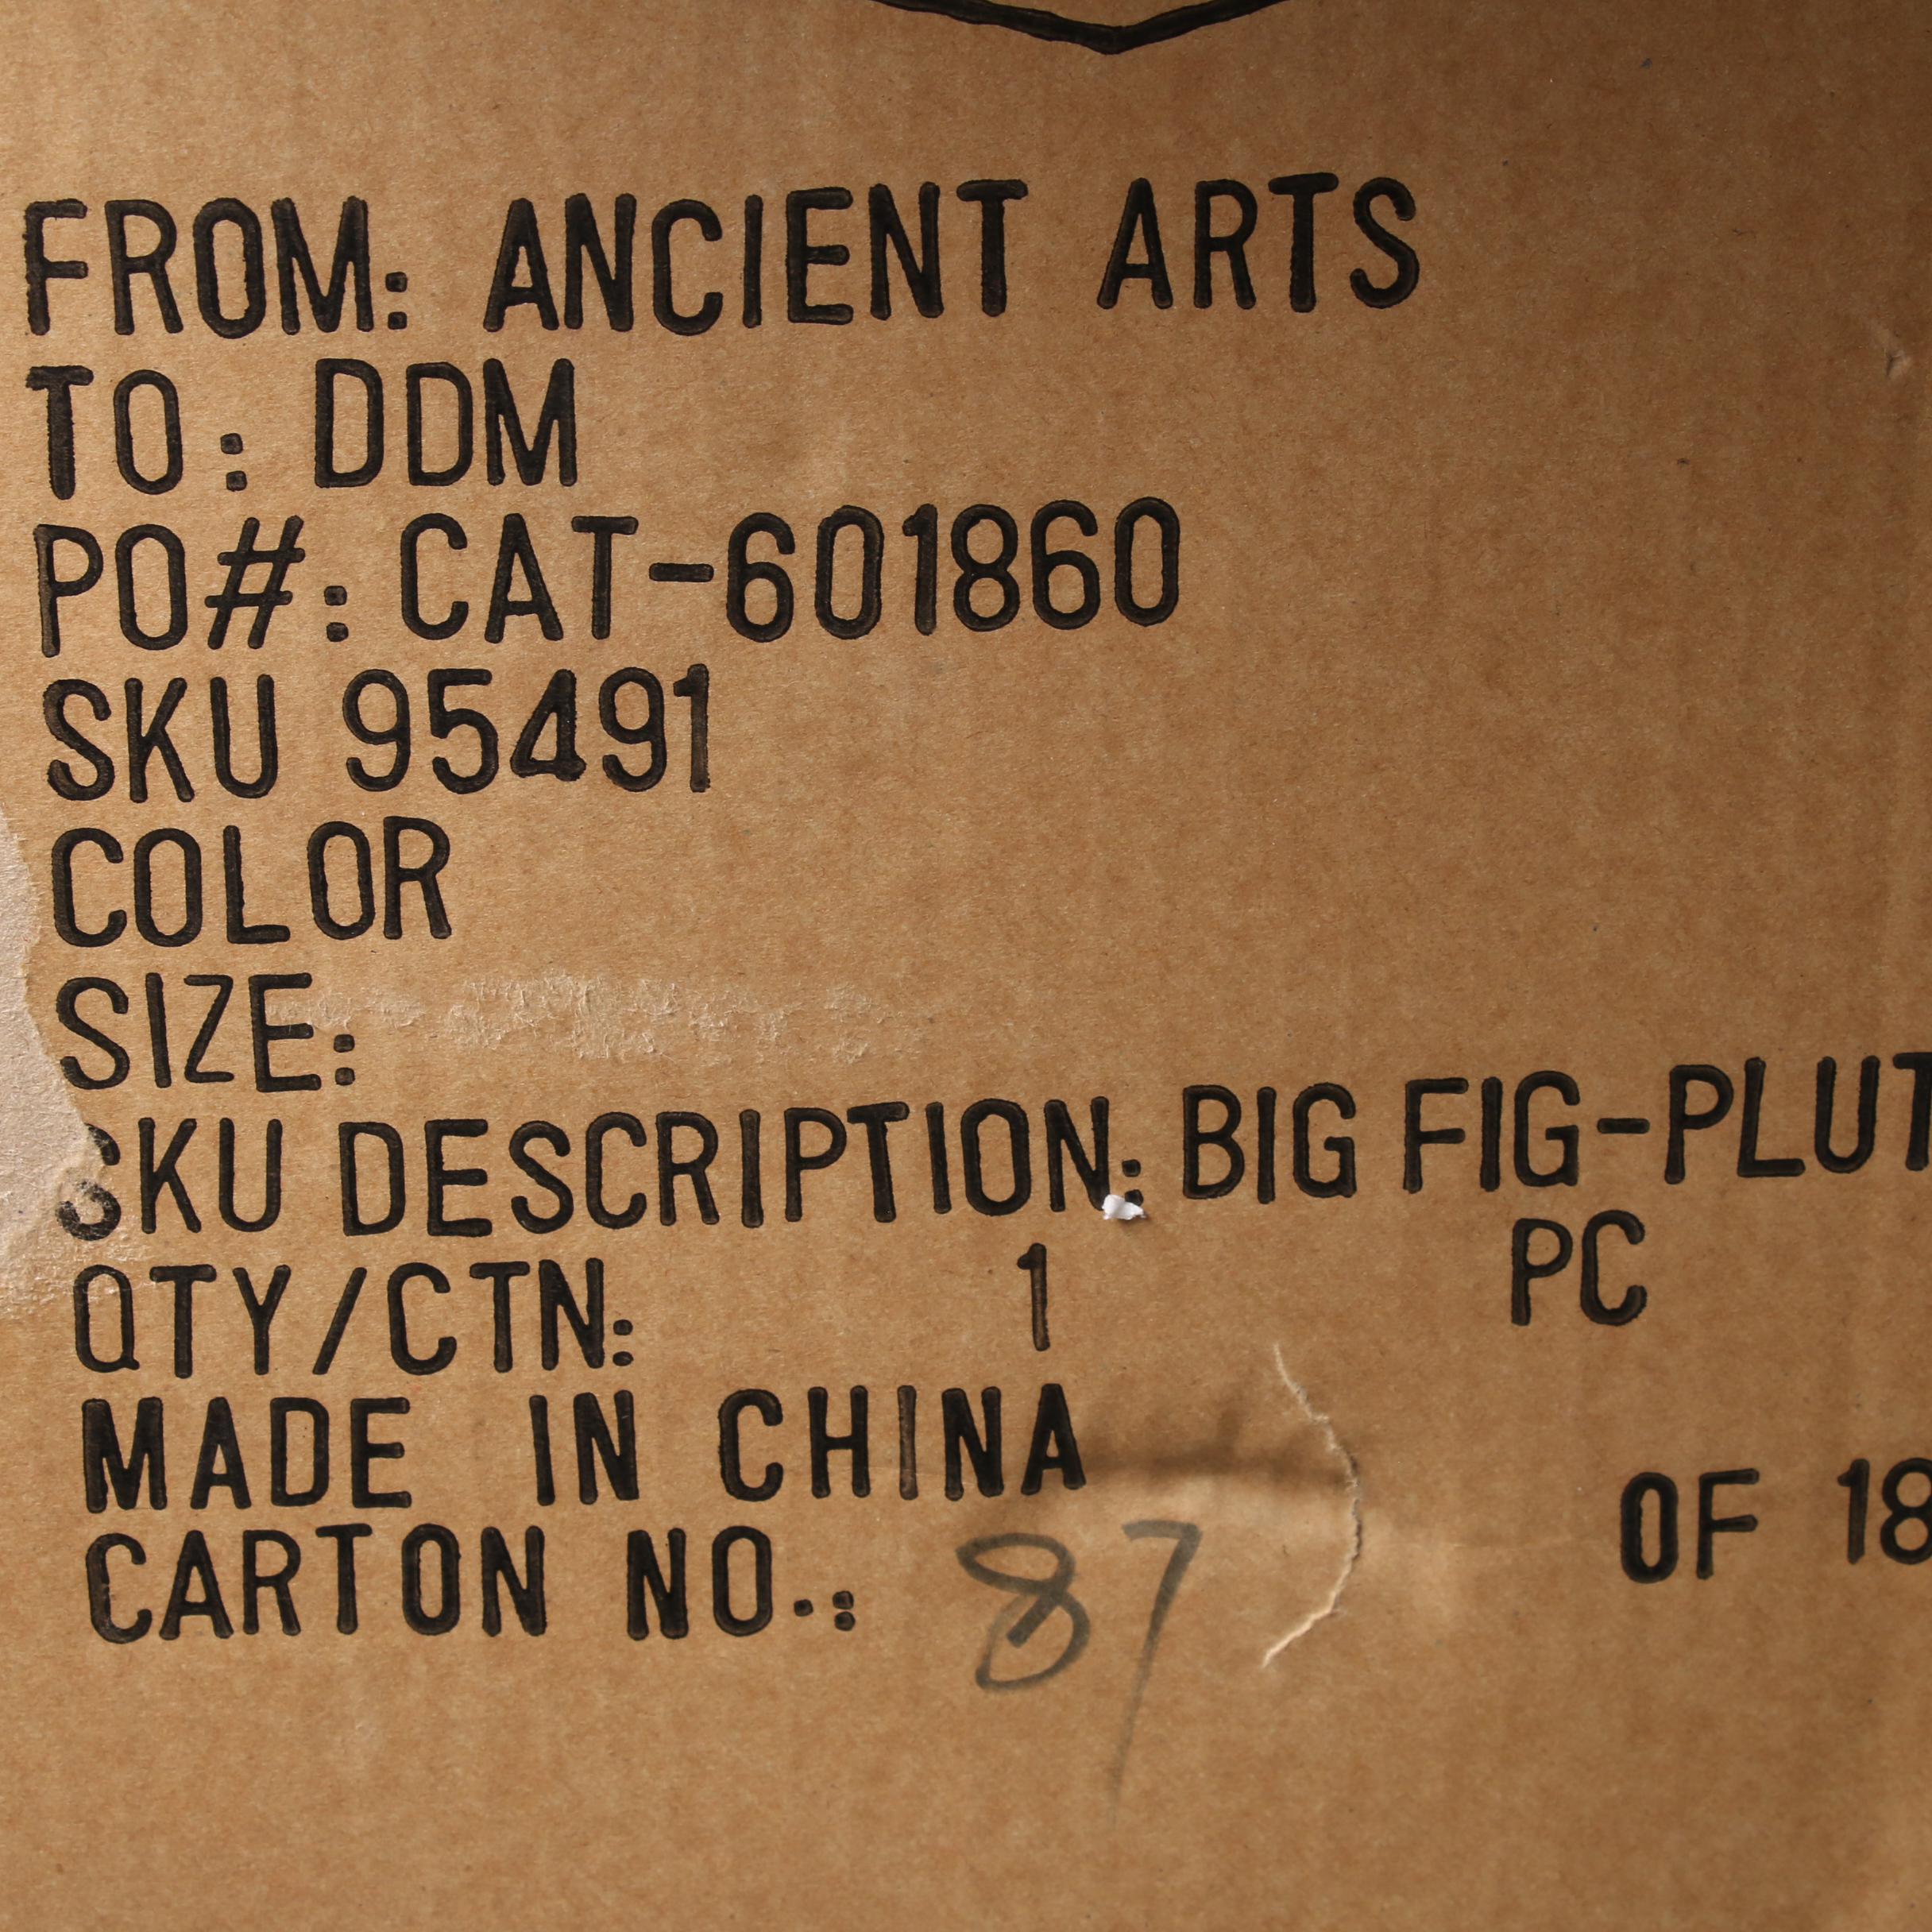 FROM: ANCIENT ARTS
TO: DDM
PO#: CAT-601860
SKU 95491
COLOR
SIZE:
SKU DESCRIPTION: BIG FIG-PLUT
QTY/CTN: 1 PC
MADE IN CHINA
CARTON NO.: 87 OF 18